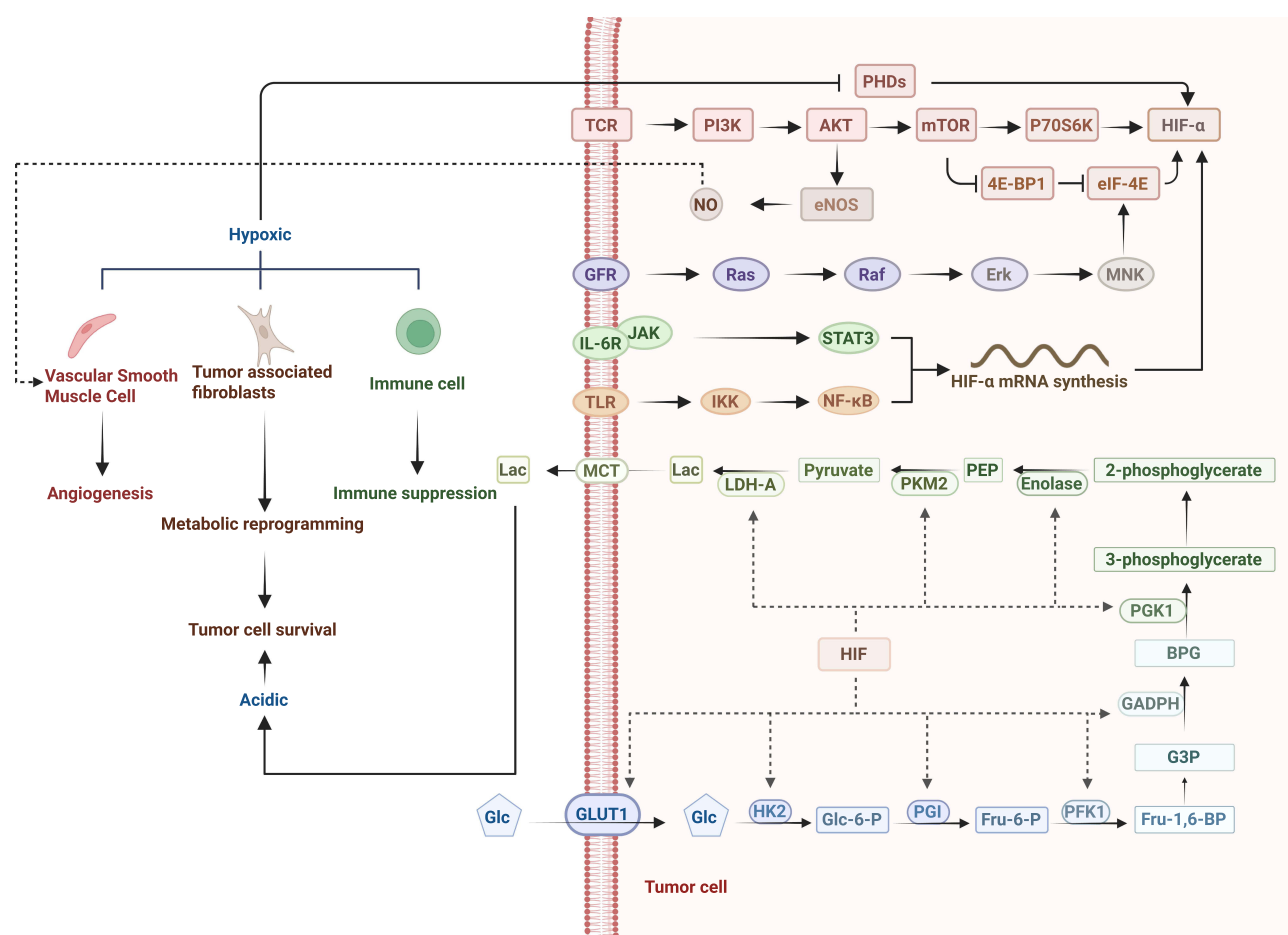 PHDs
TCR
PI3K
AKT
mTOR
P70S6K
HIF-α
4E-BP1
eIF-4E
NO
eNOS
Hypoxic
GFR
Ras
Raf
Erk
MNK
IL-6R
JAK
STAT3
HIF-α mRNA synthesis
TLR
IKK
NF-κB
Vascular Smooth
Muscle Cell
Tumor associated
fibroblasts
Immune cell
Angiogenesis
Immune suppression
Metabolic reprogramming
Tumor cell survival
Acidic
Lac
MCT
Lac
LDH-A
Pyruvate
PKM2
PEP
Enolase
2-phosphoglycerate
3-phosphoglycerate
PGK1
HIF
BPG
GADPH
G3P
Glc
GLUT1
Glc
HK2
Glc-6-P
PGI
Fru-6-P
PFK1
Fru-1,6-BP
Tumor cell